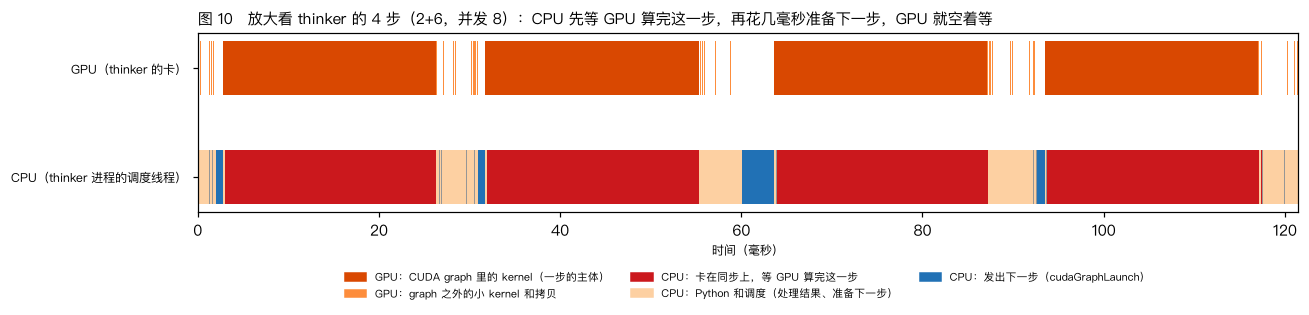 图 10 放大看 thinker 的 4 步（2+6，并发 8）：CPU 先等 GPU 算完这一步，再花几毫秒准备下一步，GPU 就空着等
GPU（thinker 的卡）
CPU（thinker 进程的调度线程）
0 20 40 60 80 100 120
时间（毫秒）
GPU：CUDA graph 里的 kernel（一步的主体）
GPU：graph 之外的小 kernel 和拷贝
CPU：卡在同步上，等 GPU 算完这一步
CPU：Python 和调度（处理结果、准备下一步）
CPU：发出下一步（cudaGraphLaunch）